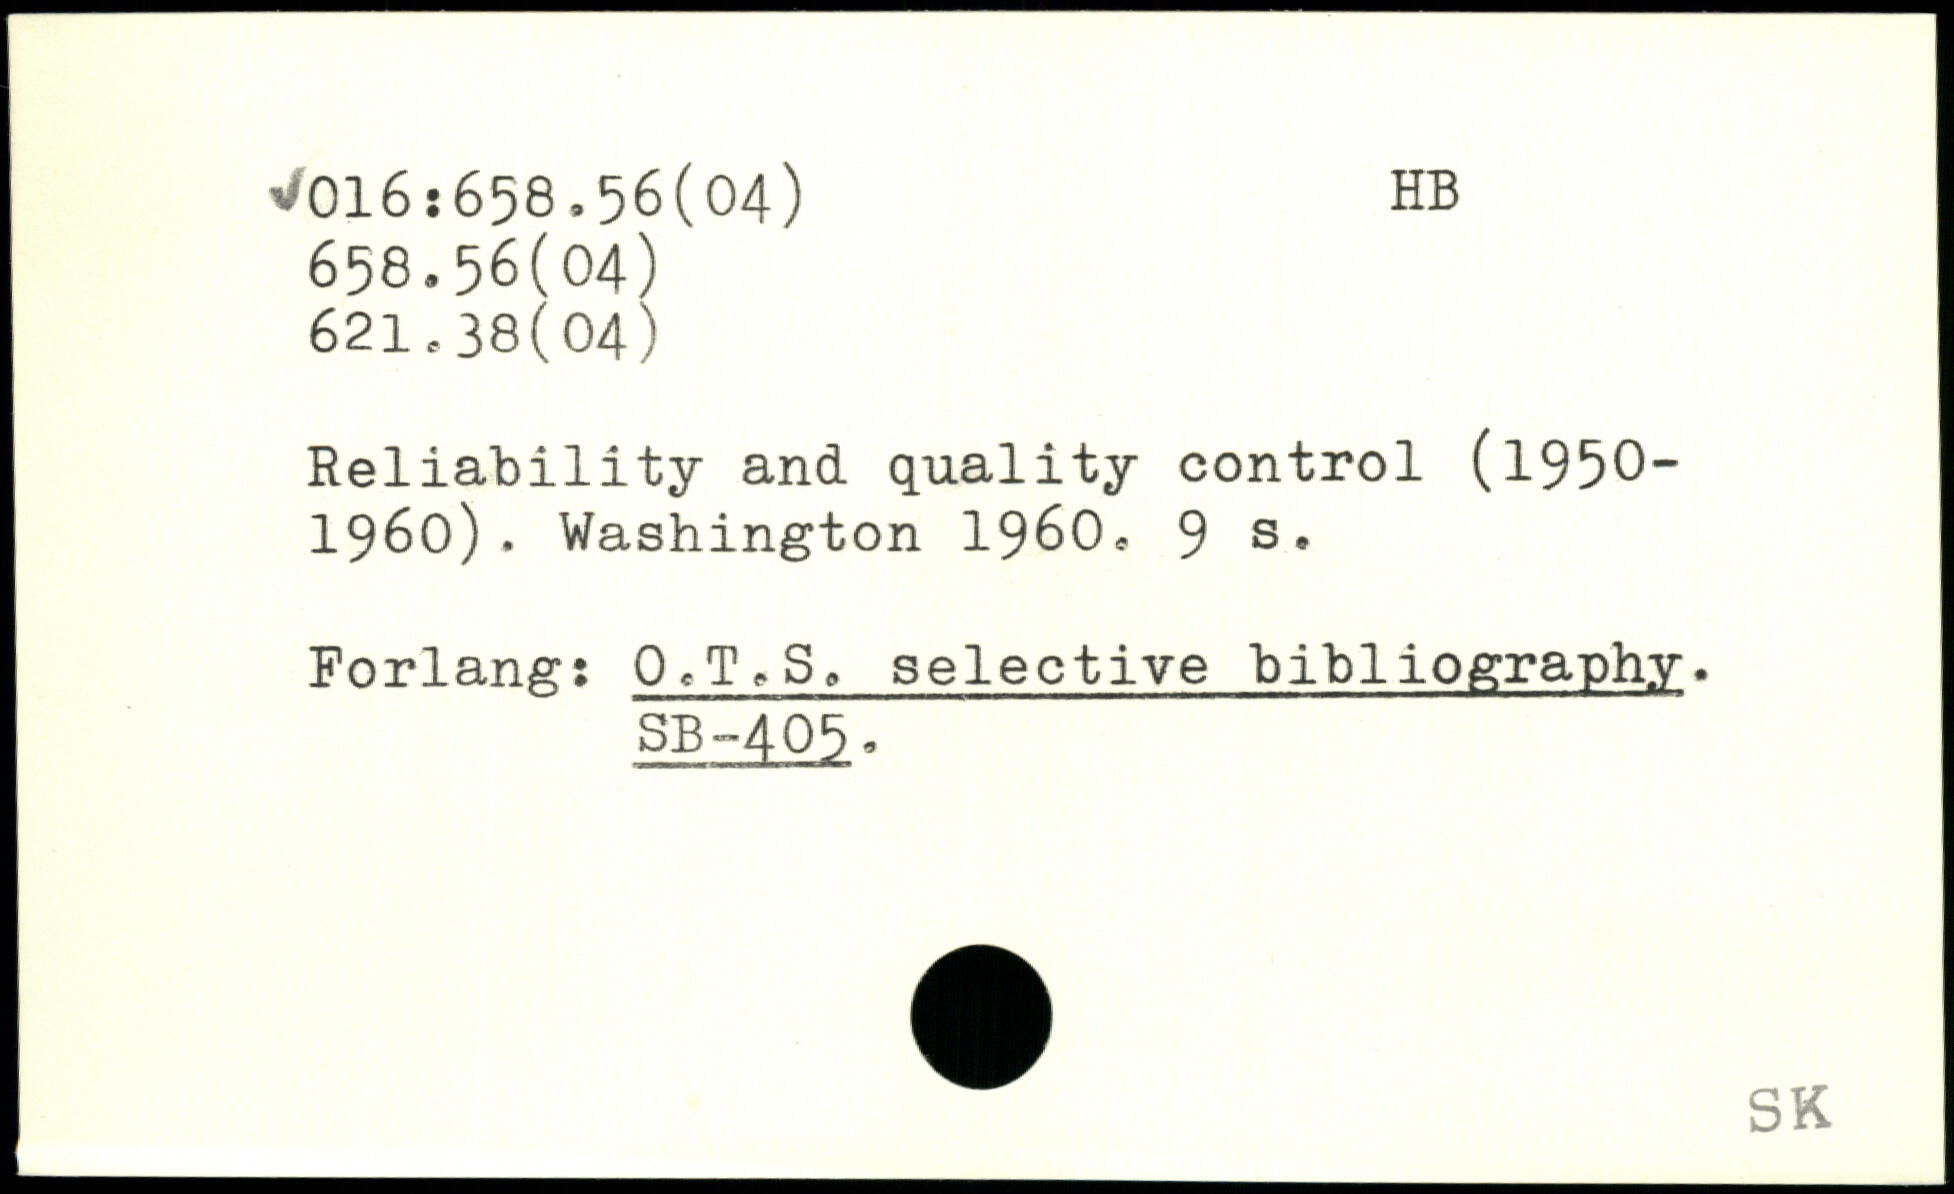 ✓016:658.56(04) HB
658.56(04)
621.38(04)
Reliability and quality control (1950-
1960). Washington 1960. 9 s.
Forlang: O.T.S. selective bibliography.
SB-405.
SK